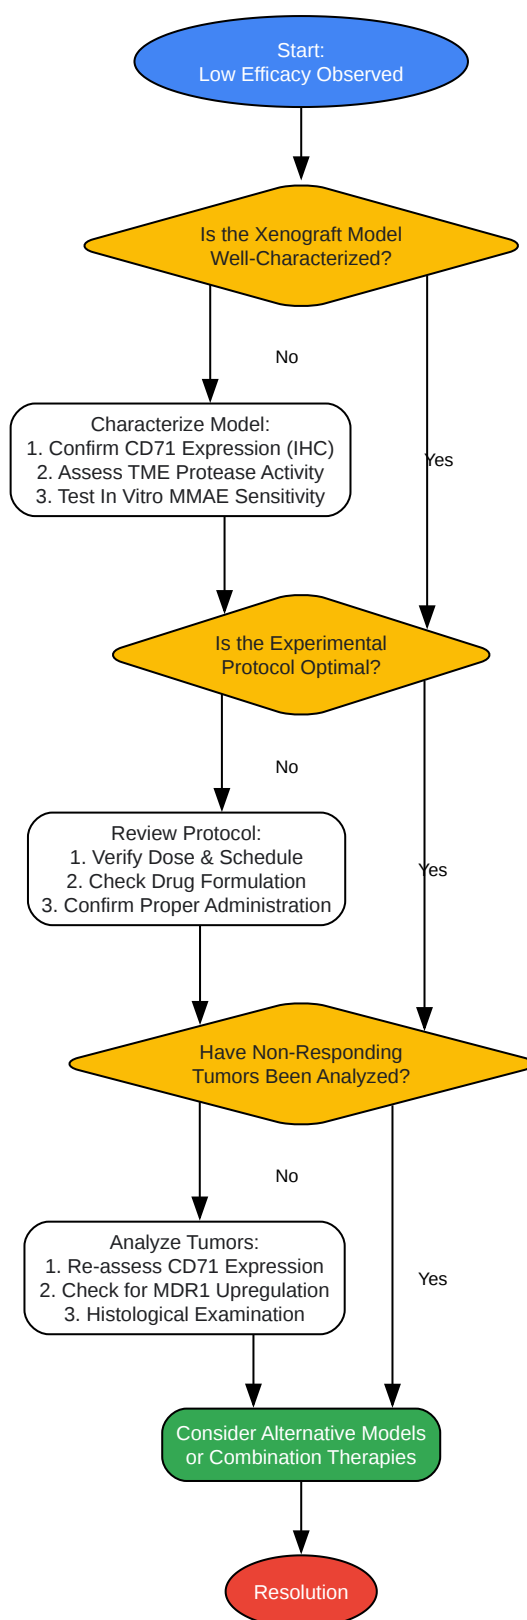 Start:
Low Efficacy Observed
Is the Xenograft Model
Well-Characterized?
No
Characterize Model:
1. Confirm CD71 Expression (IHC)
2. Assess TME Protease Activity
3. Test In Vitro MMAE Sensitivity
Yes
Is the Experimental
Protocol Optimal?
No
Review Protocol:
1. Verify Dose & Schedule
2. Check Drug Formulation
3. Confirm Proper Administration
Yes
Have Non-Responding
Tumors Been Analyzed?
No
Analyze Tumors:
1. Re-assess CD71 Expression
2. Check for MDR1 Upregulation
3. Histological Examination
Yes
Consider Alternative Models
or Combination Therapies
Resolution